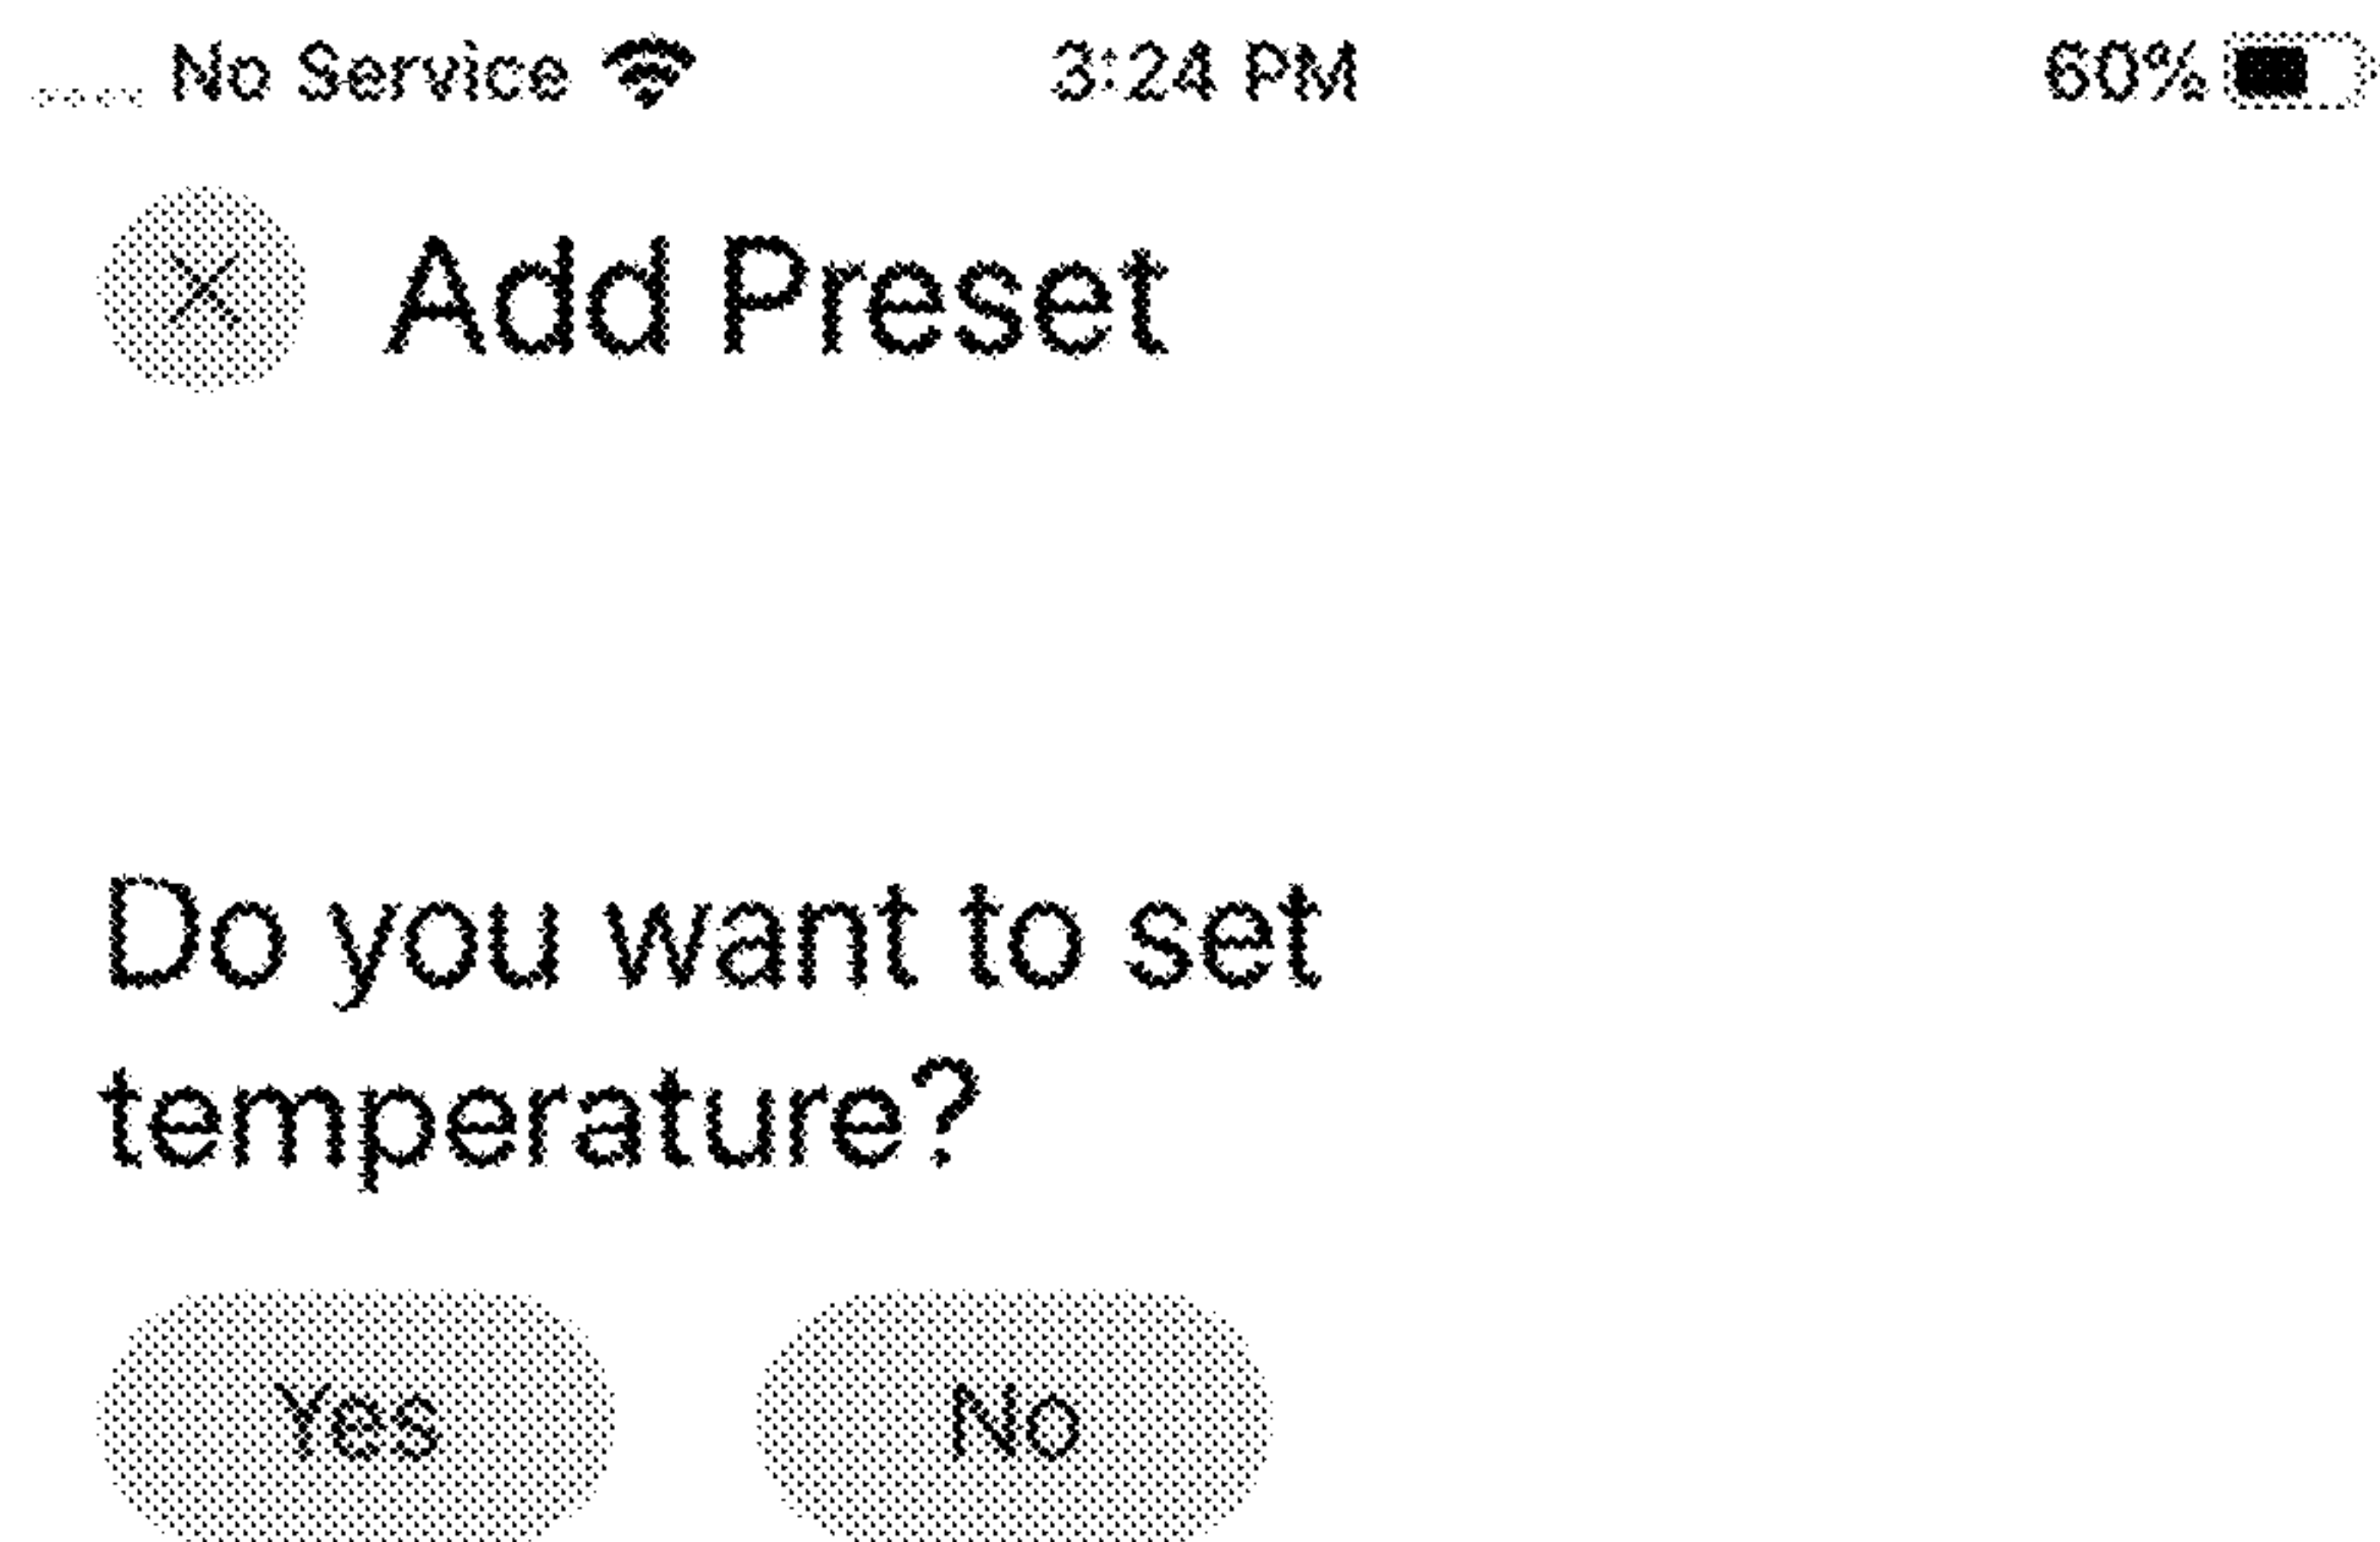 No Service 3:24 PM 60%
Add Preset
Do you want to set
temperature?
Yes No